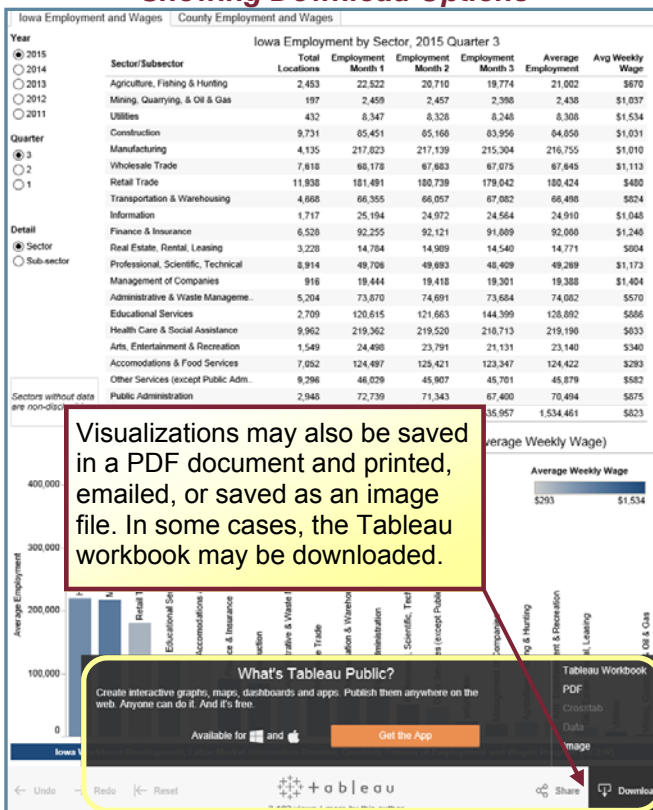 Showing Download Options
Iowa Employment and Wages County Employment and Wages
Year
2015
2014
2013
2012
2011
Quarter
3
2
1
Detail
Sector
Sub-sector
Sectors without data
Iowa Employment by Sector, 2015 Quarter 3
Sector/Subsector Total Locations Employment Month 1 Employment Month 2 Employment Month 3 Average Employment Avg Weekly Wage
Agriculture, Fishing & Hunting 2,453 22,522 20,710 19,774 21,002 $670
Mining, Quarrying, & Oil & Gas 197 2,459 2,457 2,398 2,438 $1,037
Utilities 432 8,347 8,328 8,248 8,308 $1,534
Construction 9,731 85,451 85,168 83,956 84,858 $1,031
Manufacturing 4,135 217,823 217,139 215,304 216,755 $1,010
Wholesale Trade 7,618 68,178 67,683 67,075 67,645 $1,113
Retail Trade 11,938 181,491 180,739 179,042 180,424 $480
Transportation & Warehousing 4,668 66,355 66,057 67,082 66,498 $824
Information 1,717 25,194 24,972 24,564 24,910 $1,048
Finance & Insurance 6,528 92,255 92,121 91,889 92,088 $1,248
Real Estate, Rental, Leasing 3,228 14,784 14,989 14,540 14,771 $804
Professional, Scientific, Technical 8,914 49,706 49,693 48,409 49,269 $1,173
Management of Companies 916 19,444 19,418 19,301 19,388 $1,404
Administrative & Waste Manageme.. 5,204 73,870 74,691 73,684 74,082 $570
Educational Services 2,709 120,615 121,663 144,399 128,892 $886
Health Care & Social Assistance 9,962 219,362 219,520 218,713 219,198 $833
Arts, Entertainment & Recreation 1,549 24,498 23,791 21,131 23,140 $340
Accomodations & Food Services 7,052 124,497 125,421 123,347 124,422 $293
Other Services (except Public Adm.. 9,296 46,029 45,907 45,701 45,879 $582
Public Administration 2,948 72,739 71,343 67,400 70,494 $875
35,957 1,534,461 $823
Visualizations may also be saved
in a PDF document and printed,
emailed, or saved as an image
file. In some cases, the Tableau
workbook may be downloaded.
Average Weekly Wage)
Average Weekly Wage
$293 $1,534
Average Employment
400,000
300,000
200,000
100,000
0
What's Tableau Public?
Create interactive graphs, maps, dashboards and apps. Publish them anywhere on the
web. Anyone can do it. And it's free.
Available for and
Get the App
Tableau Workbook
PDF
Crosstab
Data
Image
Undo Redo Reset
+ a b l e a u
Share Download